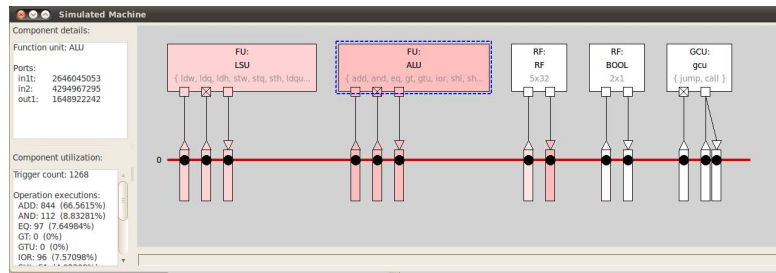 Simulated Machine
Component details:
Function unit: ALU
Ports:
in1t: 2646045053
in2: 4294967295
out1: 1648922242
Component utilization:
Trigger count: 1268
Operation executions:
ADD: 844 (66.5615%)
AND: 112 (8.83281%)
EQ: 97 (7.64984%)
GT: 0 (0%)
GTU: 0 (0%)
IOR: 96 (7.57098%)
FU:
LSU
{ ldw, ldq, ldh, stw, stq, sth, ldqu...
FU:
ALU
{ add, and, eq, gt, gtu, ior, shl, sh...
RF:
RF
5x32
RF:
BOOL
2x1
GCU:
gcu
{ jump, call }
0